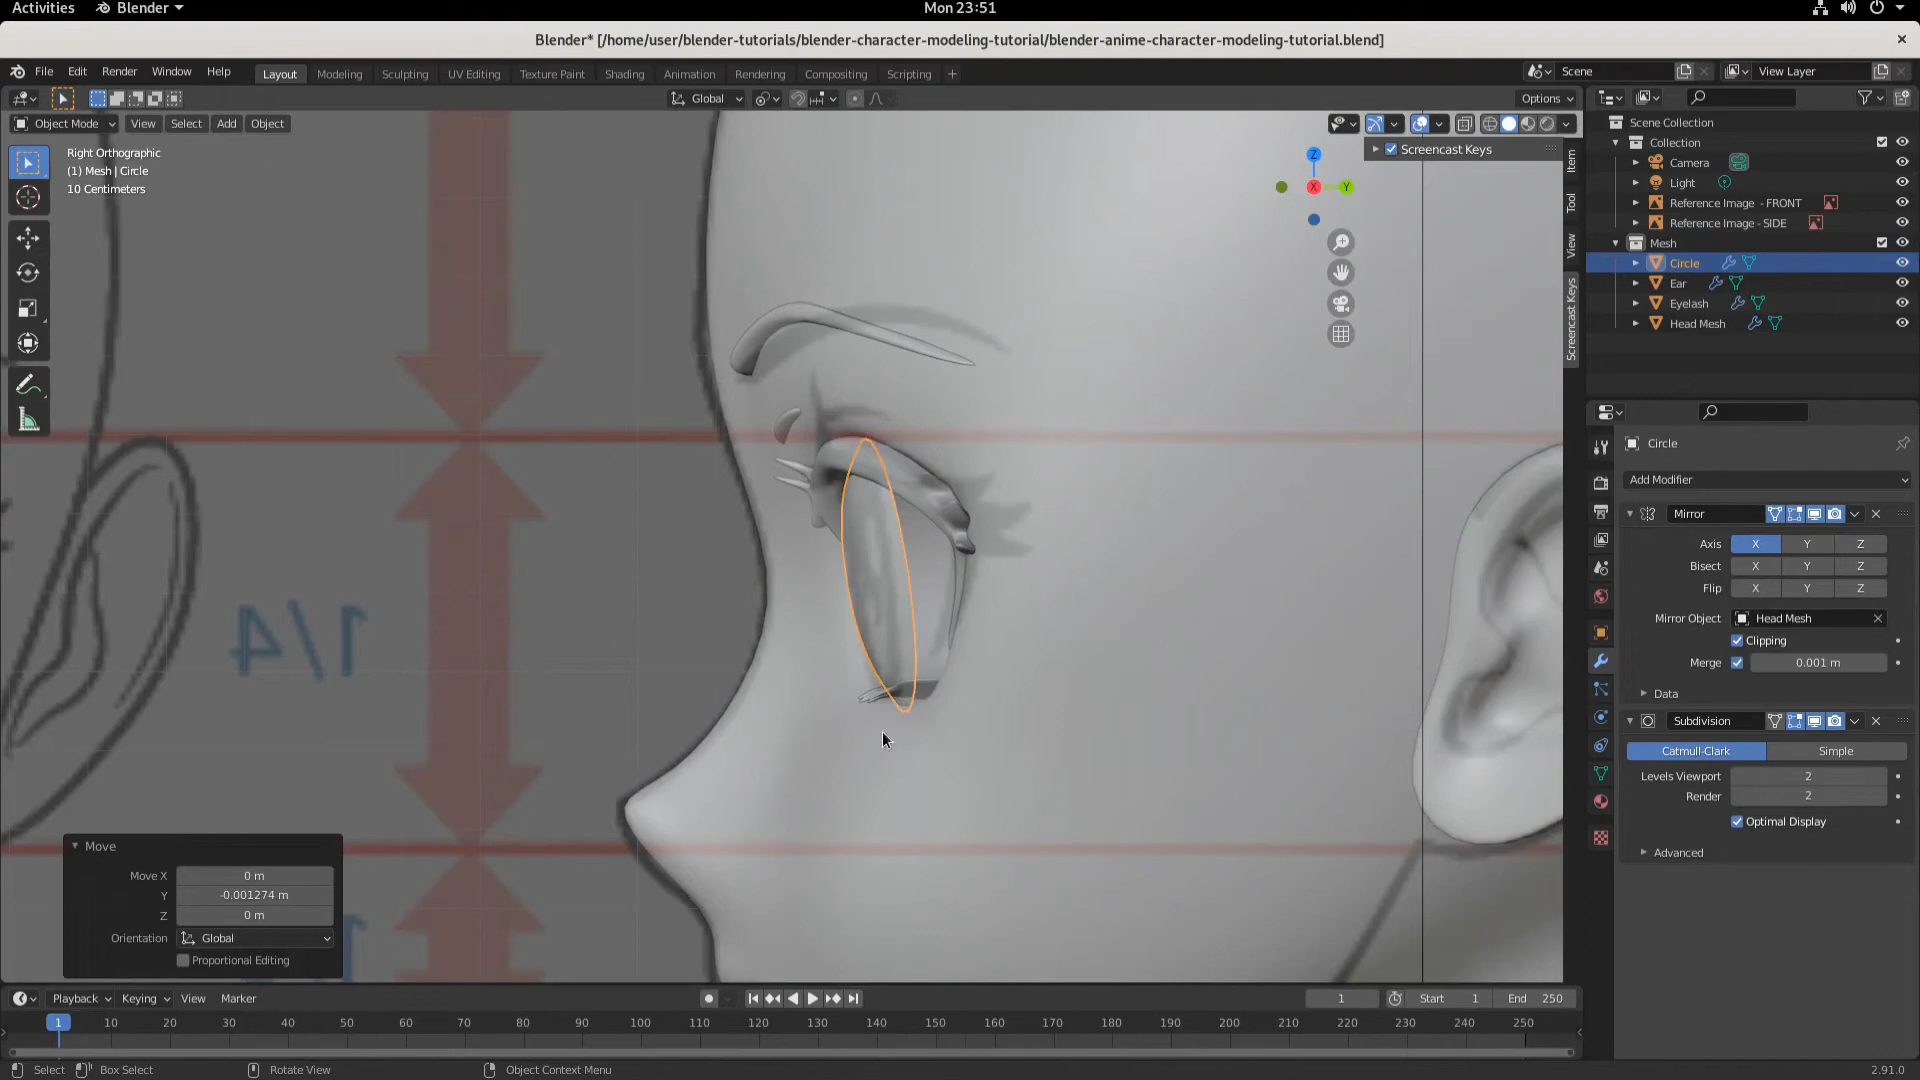 Activities Blender Mon 23:51
Blender* [/home/user/blender-tutorials/blender-character-modeling-tutorial/blender-anime-character-modeling-tutorial.blend]
File Edit Render Window Help Layout Modeling Sculpting UV Editing Texture Paint Shading Animation Rendering Compositing Scripting Scene View Layer
Global Options
Object Mode View Select Add Object
Right Orthographic
(1) Mesh | Circle
10 Centimeters
Screencast Keys
Z
X
Y
Item
Tool
View
Screencast Keys
1/4
Scene Collection
Collection
Camera
Light
Reference Image - FRONT
Reference Image - SIDE
Mesh
Circle
Ear
Eyelash
Head Mesh
Circle
Add Modifier
Mirror
Axis X Y Z
Bisect X Y Z
Flip X Y Z
Mirror Object Head Mesh
Clipping
Merge 0.001 m
Data
Subdivision
Catmull-Clark Simple
Levels Viewport 2
Render 2
Optimal Display
Advanced
Move
Move X 0 m
Y -0.001274 m
Z 0 m
Orientation Global
Proportional Editing
Playback Keying View Marker 1 Start 1 End 250
1 10 20 30 40 50 60 70 80 90 100 110 120 130 140 150 160 170 180 190 200 210 220 230 240 250
Select Box Select Rotate View Object Context Menu 2.91.0